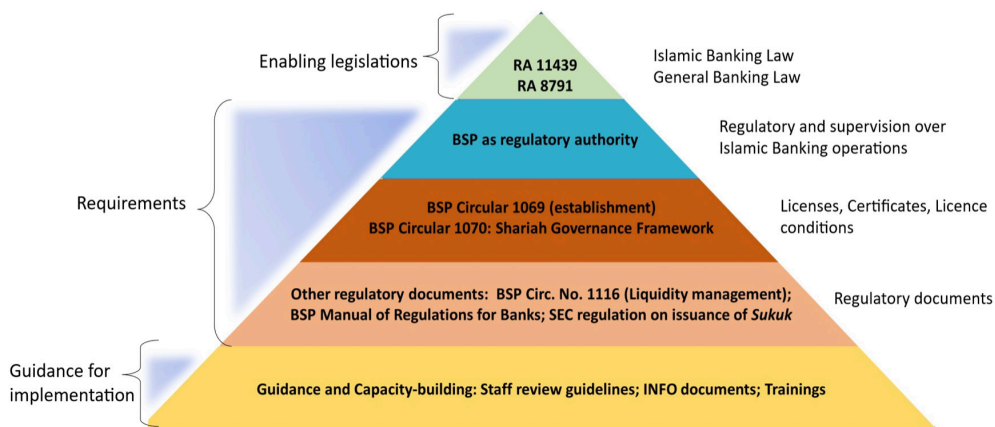 Enabling legislations
RA 11439
RA 8791
Islamic Banking Law
General Banking Law
BSP as regulatory authority
Regulatory and supervision over
Islamic Banking operations
Requirements
BSP Circular 1069 (establishment)
BSP Circular 1070: Shariah Governance Framework
Licenses, Certificates, Licence
conditions
Other regulatory documents:  BSP Circ. No. 1116 (Liquidity management);
BSP Manual of Regulations for Banks; SEC regulation on issuance of Sukuk
Regulatory documents
Guidance for
implementation
Guidance and Capacity-building: Staff review guidelines; INFO documents; Trainings